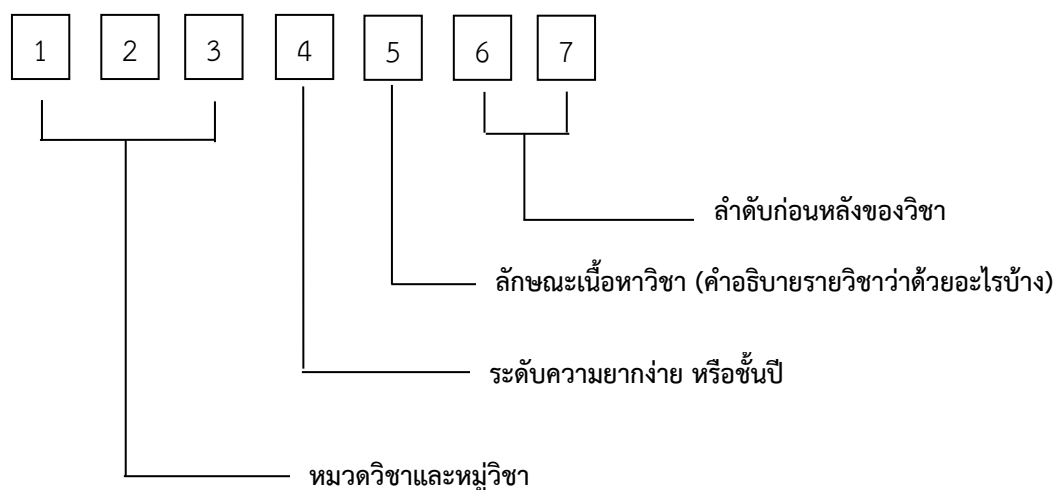 1 2 3 4 5 6 7
ลำดับก่อนหลังของวิชา
ลักษณะเนื้อหาวิชา (คำอธิบายรายวิชาว่าด้วยอะไรบ้าง)
ระดับความยากง่าย หรือชั้นปี
หมวดวิชาและหมู่วิชา